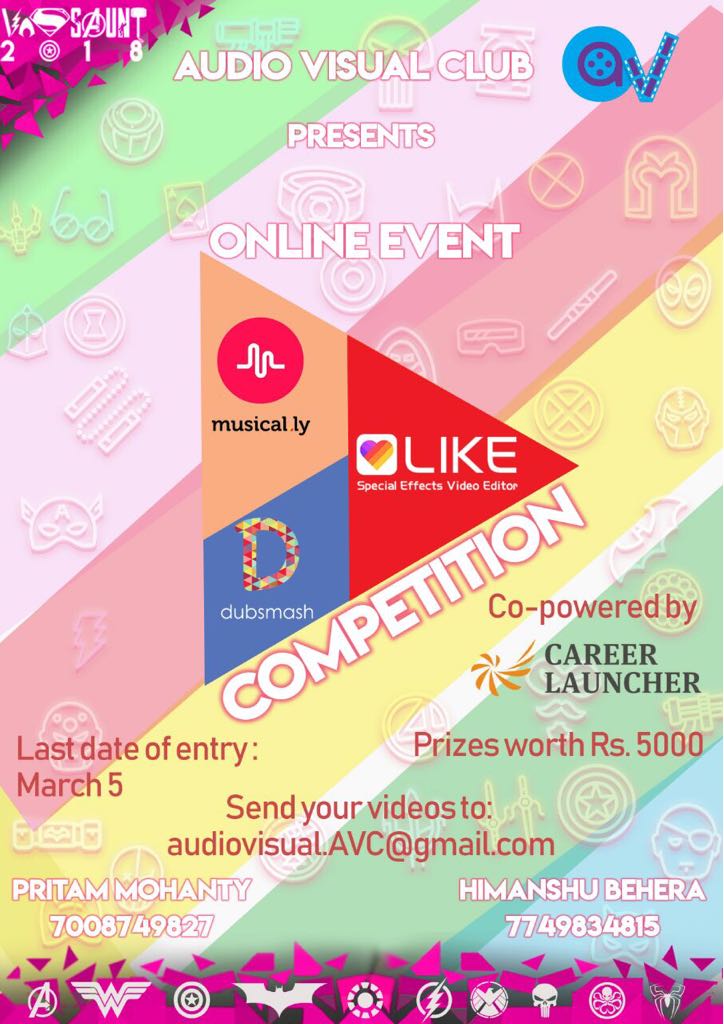 2018
AUDIO VISUAL CLUB
aV
PRESENTS
ONLINE EVENT
musical.ly
LIKE
Special Effects Video Editor
D
dubsmash
COMPETITION
Co-powered by
CAREER
LAUNCHER
Last date of entry :
March 5
Prizes worth Rs. 5000
Send your videos to:
audiovisual.AVC@gmail.com
PRITAM MOHANTY
7008749827
HIMANSHU BEHERA
7749834815